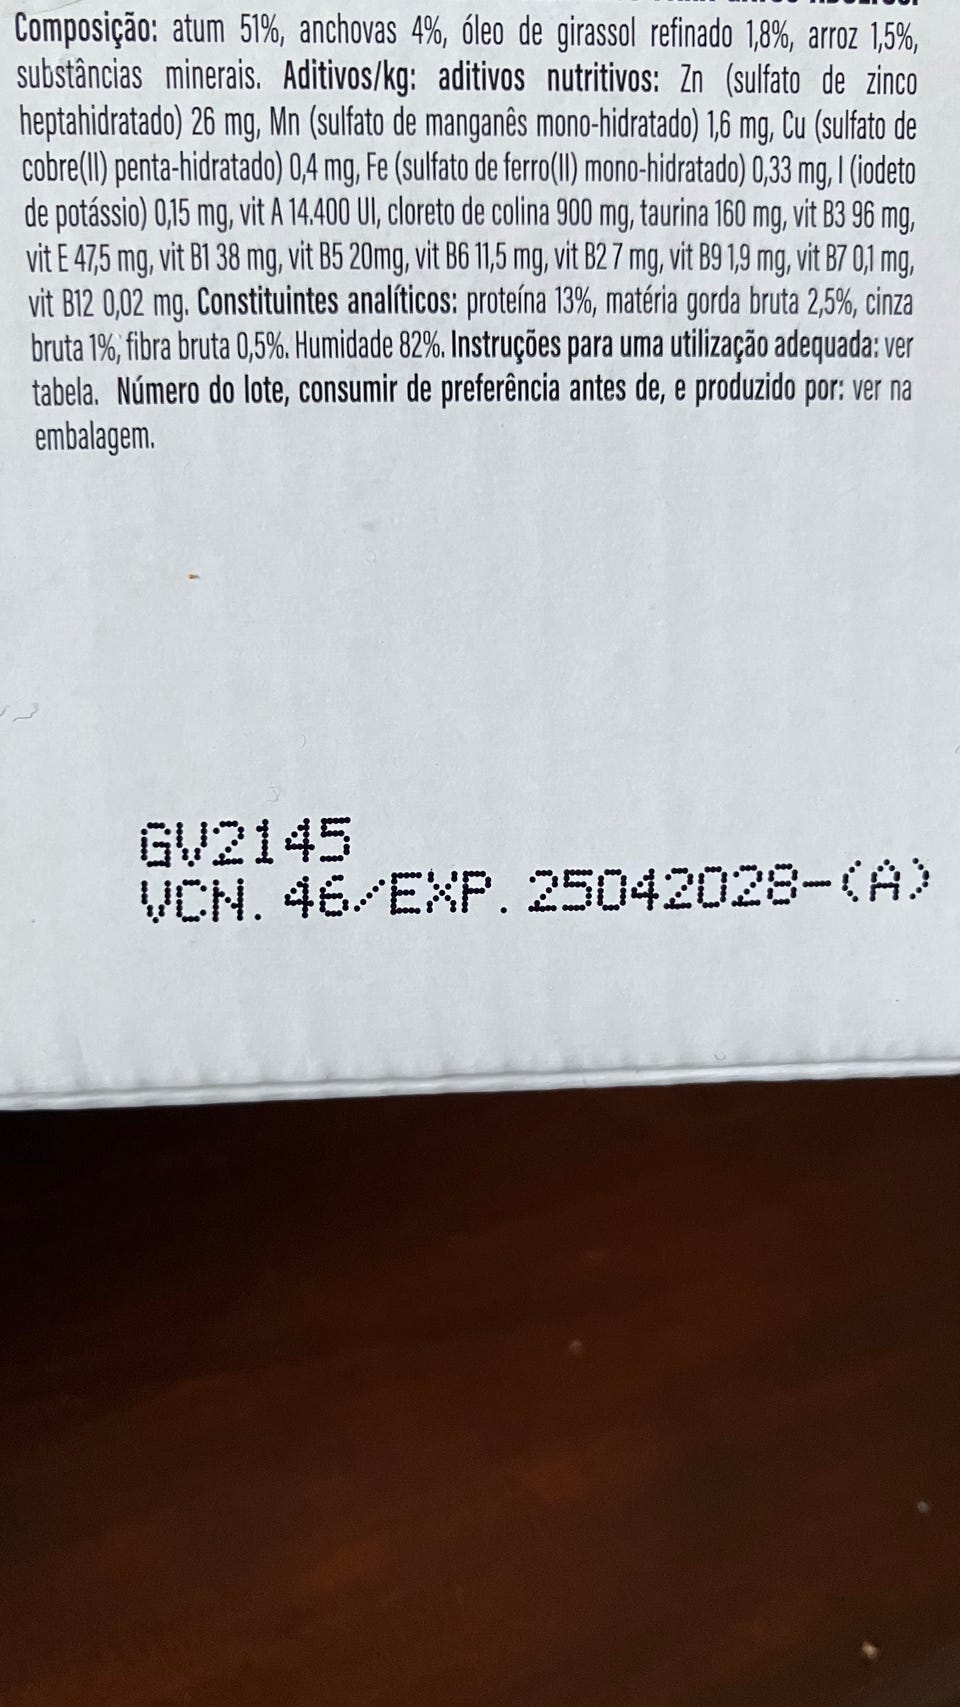 Composição: atum 51%, anchovas 4%, óleo de girassol refinado 1,8%, arroz 1,5%,
substâncias minerais. Aditivos/kg: aditivos nutritivos: Zn (sulfato de zinco
heptahidratado) 26 mg, Mn (sulfato de manganês mono-hidratado) 1,6 mg, Cu (sulfato de
cobre(II) penta-hidratado) 0,4 mg, Fe (sulfato de ferro(II) mono-hidratado) 0,33 mg, I (iodeto
de potássio) 0,15 mg, vit A 14.400 UI, cloreto de colina 900 mg, taurina 160 mg, vit B3 96 mg,
vit E 47,5 mg, vit B1 38 mg, vit B5 20mg, vit B6 11,5 mg, vit B2 7 mg, vit B9 1,9 mg, vit B7 0,1 mg,
vit B12 0,02 mg. Constituintes analíticos: proteína 13%, matéria gorda bruta 2,5%, cinza
bruta 1%, fibra bruta 0,5%. Humidade 82%. Instruções para uma utilização adequada: ver
tabela. Número do lote, consumir de preferência antes de, e produzido por: ver na
embalagem.
GV2145
VCN. 46/EXP. 25042028-(A)